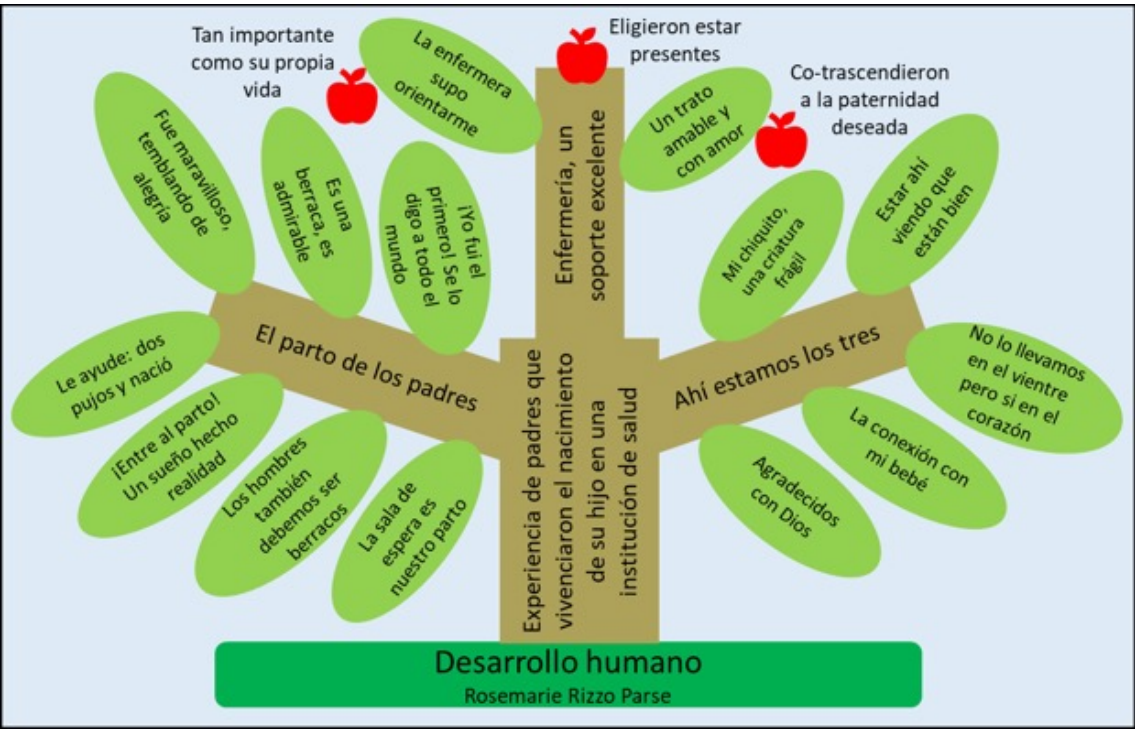 Tan importante
como su propia
vida
La enfermera
supo
orientarme
Eligieron estar
presentes
Co-trascendieron
a la paternidad
deseada
Un trato
amable y
con amor
Fue maravilloso,
temblando de
alegría
Es una
berraca, es
admirable
¡Yo fui el
primero! Se lo
digo a todo el
mundo
Enfermería, un
soporte excelente
Mi chiquito,
una criatura
frágil
Estar ahí
viendo que
están bien
El parto de los padres
Ahí estamos los tres
Le ayude: dos
pujos y nació
¡Entre al parto!
Un sueño hecho
realidad
Los hombres
también
debemos ser
berracos
La sala de
espera es
nuestro parto
Experiencia de padres que
vivenciaron el nacimiento
de su hijo en una
institución de salud
No lo llevamos
en el vientre
pero si en el
corazón
La conexión con
mi bebé
Agradecidos
con Dios
Desarrollo humano
Rosemarie Rizzo Parse